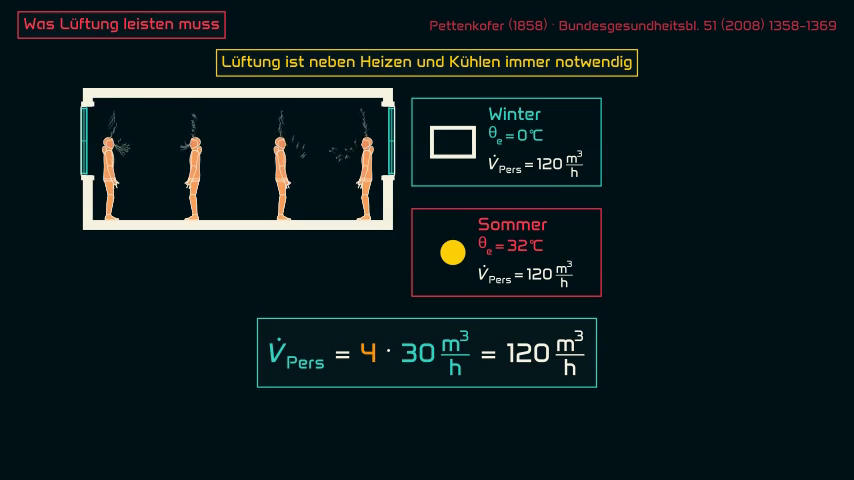 Was Lüftung leisten muss
Pettenkofer (1858) · Bundesgesundheitsbl. 51 (2008) 1358-1369
Lüftung ist neben Heizen und Kühlen immer notwendig
Winter
θe = 0 °C
V̇Pers = 120 m³/h
Sommer
θe = 32 °C
V̇Pers = 120 m³/h
V̇Pers = 4 · 30 m³/h = 120 m³/h